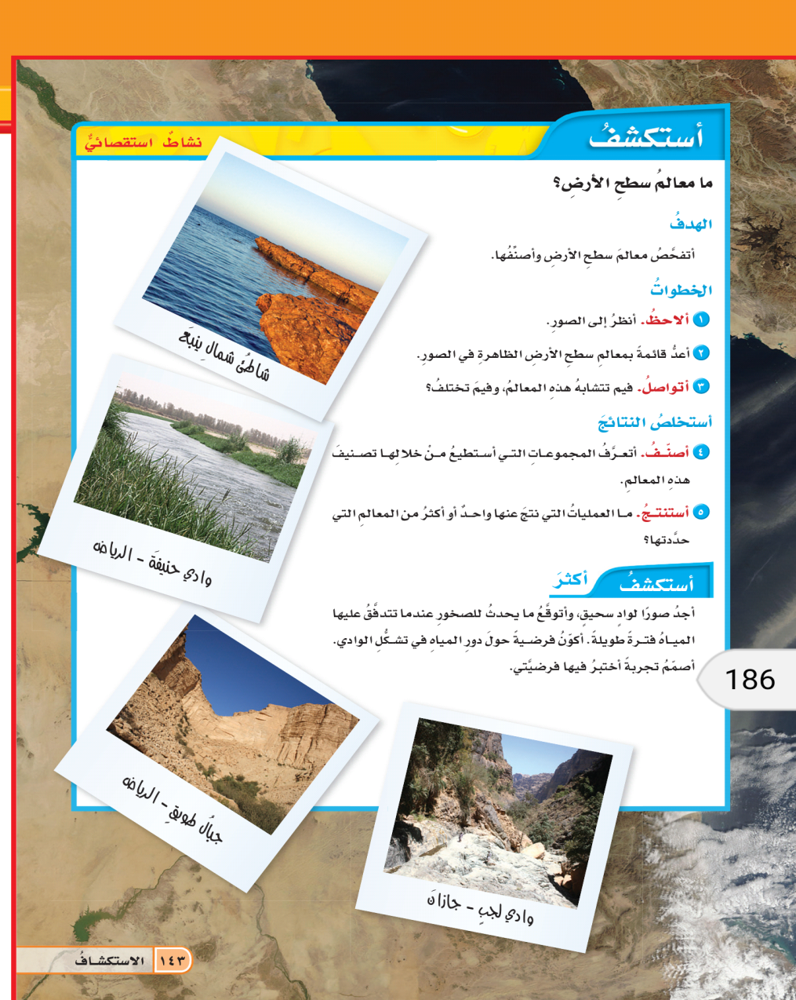 أستكشفُ
نشاطٌ استقصائيٌّ
ما معالمُ سطحِ الأرضِ؟
الهدفُ
أتفحَّصُ معالمَ سطحِ الأرضِ وأصنِّفُها.
الخطواتُ
١ ألاحظُ. أنظرُ إلى الصورِ.
٢ أعدُّ قائمةً بمعالمِ سطحِ الأرضِ الظاهرةِ في الصورِ.
٣ أتواصلُ. فيم تتشابهُ هذهِ المعالمُ، وفيمَ تختلفُ؟
أستخلصُ النتائجَ
٤ أصنّفُ. أتعرَّفُ المجموعاتِ التي أستطيعُ منْ خلالِها تصنيفَ
هذهِ المعالمِ.
٥ أستنتجُ. ما العملياتُ التي نتجَ عنها واحدٌ أو أكثرُ من المعالمِ التي
حدَّدتها؟
أستكشفُ أكثرَ
أجدُ صورًا لوادٍ سحيقٍ، وأتوقَّعُ ما يحدثُ للصخورِ عندما تتدفَّقُ عليها
المياهُ فترةً طويلةً. أكوّنُ فرضيةً حولَ دورِ المياهِ في تشكُّلِ الوادي.
أصمّمُ تجربةً أختبرُ فيها فرضيَّتي.
شاطئُ شمالِ ينبعَ
وادي حنيفةَ - الرياض
جبالُ طويقٍ - الرياض
وادي لجبٍ - جازانَ
186
١٤٣ الاستكشافُ